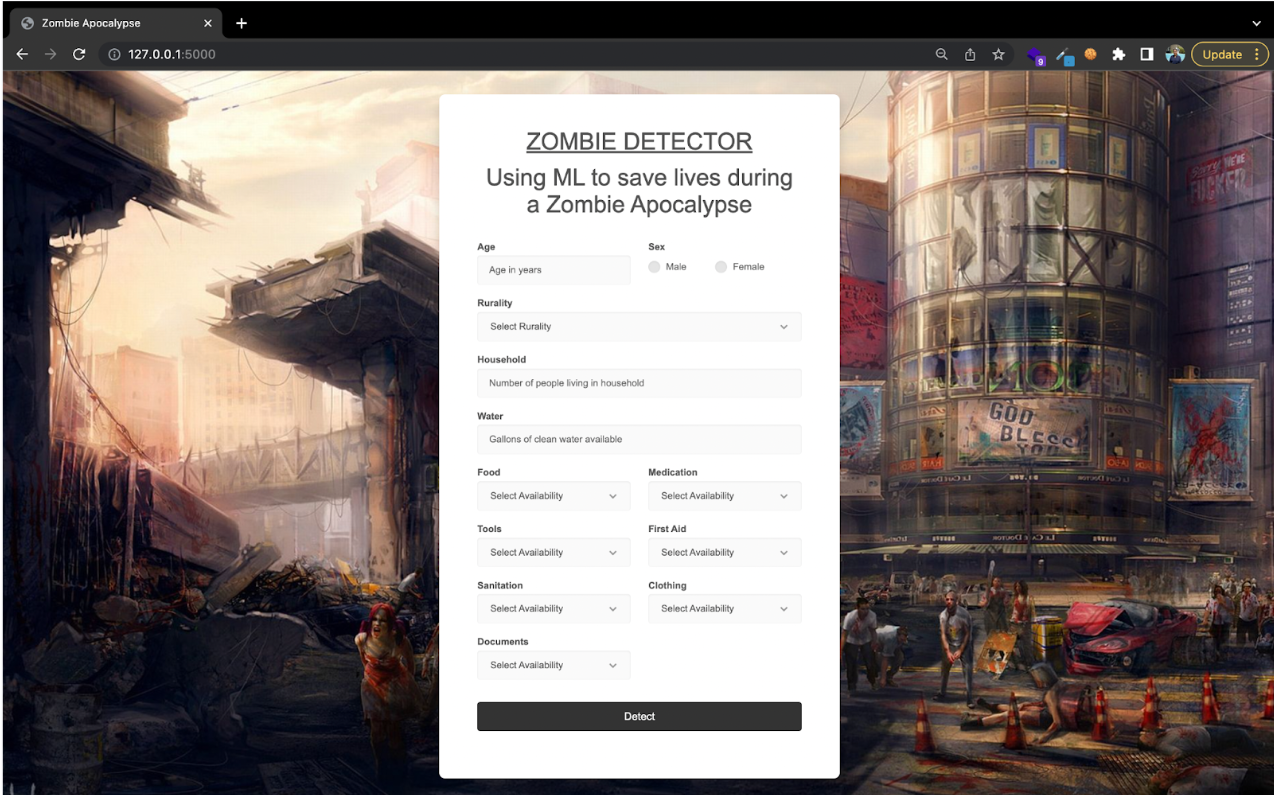 Zombie Apocalypse
127.0.0.1:5000
9
Update
ZOMBIE DETECTOR
Using ML to save lives during
a Zombie Apocalypse
Age
Sex
Age in years
Male
Female
Rurality
Select Rurality
Household
Number of people living in household
Water
Gallons of clean water available
Food
Medication
Select Availability
Select Availability
Tools
First Aid
Select Availability
Select Availability
Sanitation
Clothing
Select Availability
Select Availability
Documents
Select Availability
Detect
GOD
BLESS
YOU